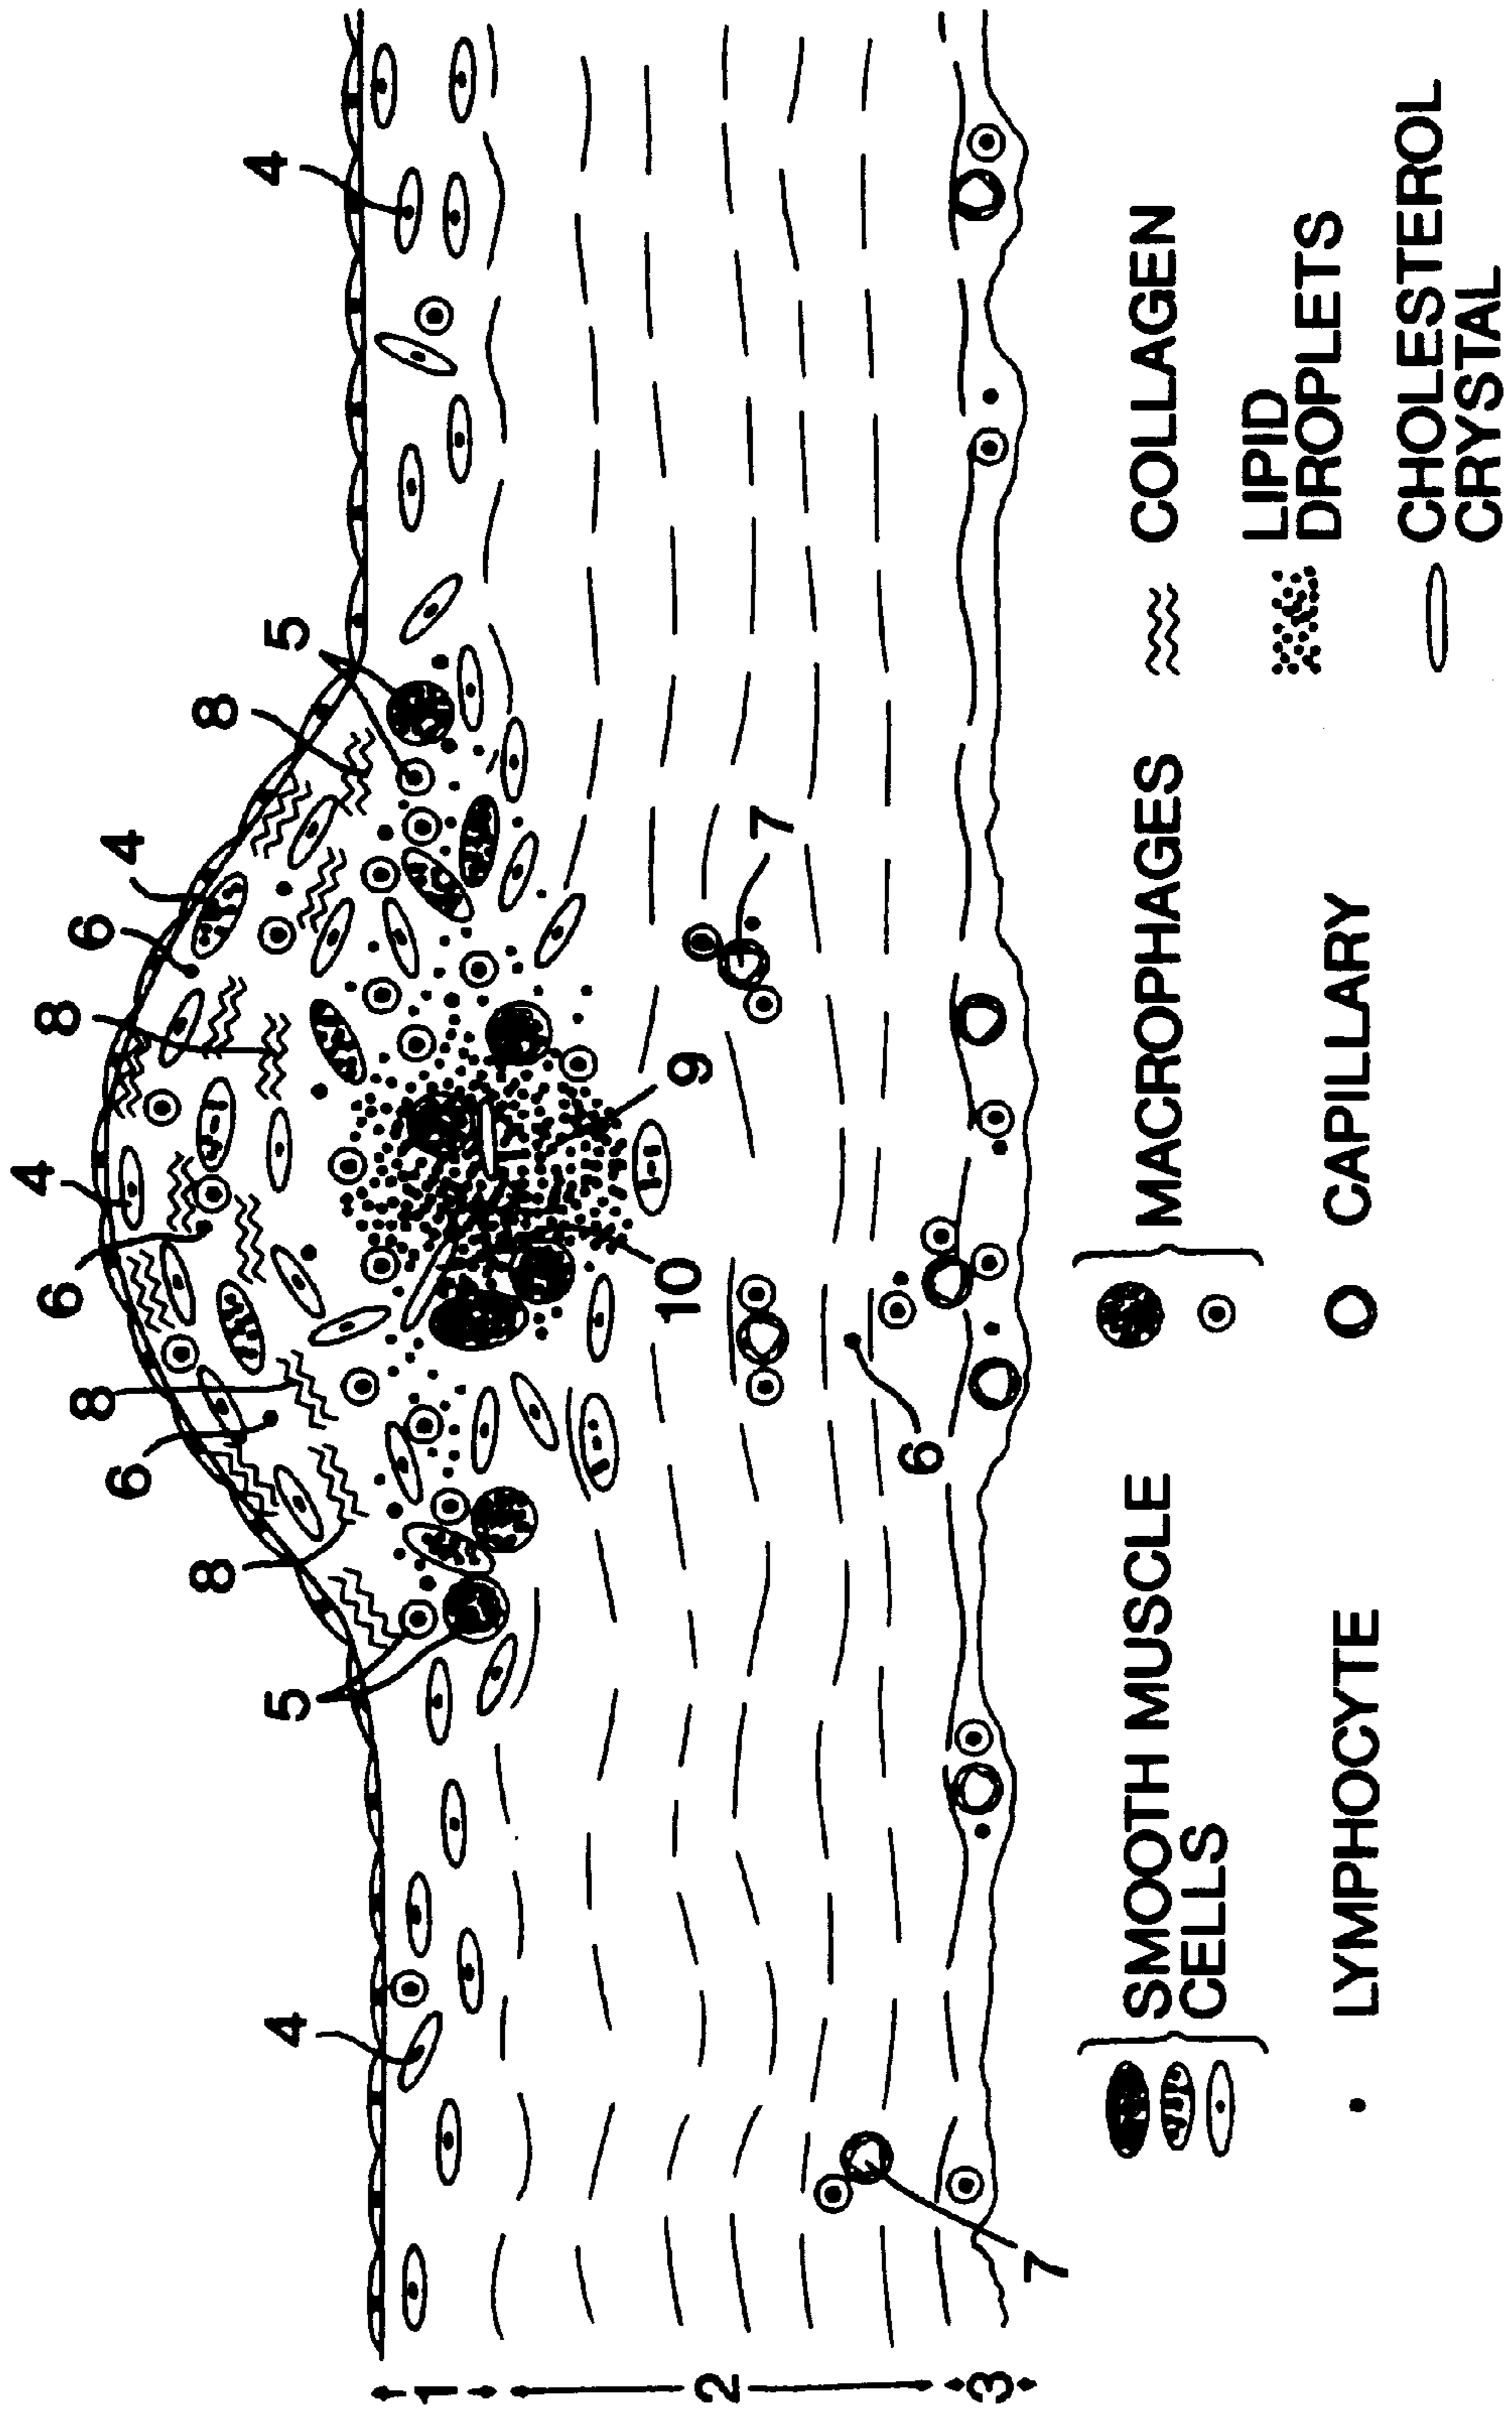 4
6 8
8 6
6 4
8 8
4 5 5 4
1
10 9
2
7
6
3
7
SMOOTH MUSCLE
CELLS
MACROPHAGES
COLLAGEN
LIPID
DROPLETS
LYMPHOCYTE
CAPILLARY
CHOLESTEROL
CRYSTAL